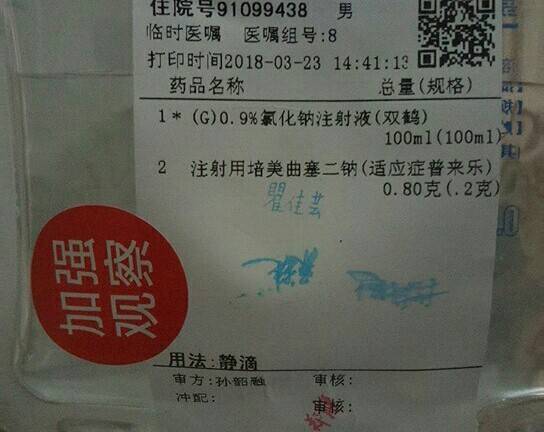 住院号91099438 男
临时医嘱 医嘱组号:8
打印时间2018-03-23 14:41:13
药品名称 总量(规格)
1* (G)0.9%氯化钠注射液(双鹤)
100ml(100ml)
2 注射用培美曲塞二钠(适应症普来乐)
0.80克(.2克)
瞿佳芸
加强
观察
用法:静滴
审方:孙韶融 审核:
冲配: 审核: